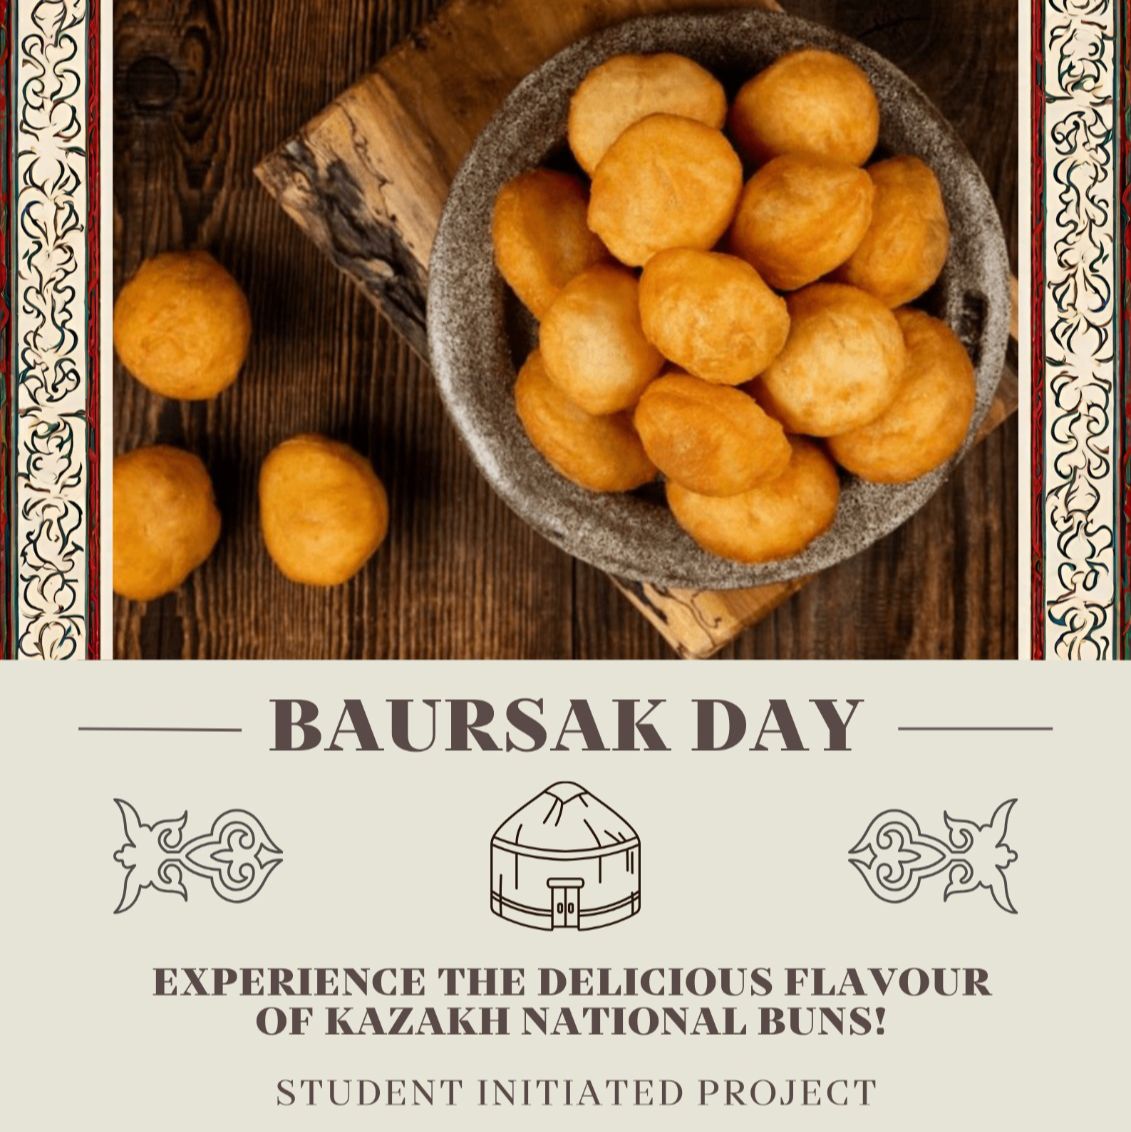 BAURSAK DAY
EXPERIENCE THE DELICIOUS FLAVOUR
OF KAZAKH NATIONAL BUNS!
STUDENT INITIATED PROJECT